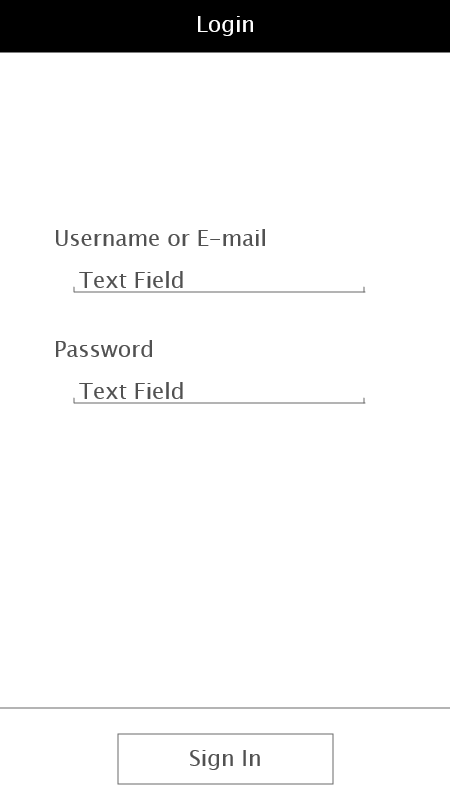 Login
Username or E-mail
Text Field
Password
Text Field
Sign In